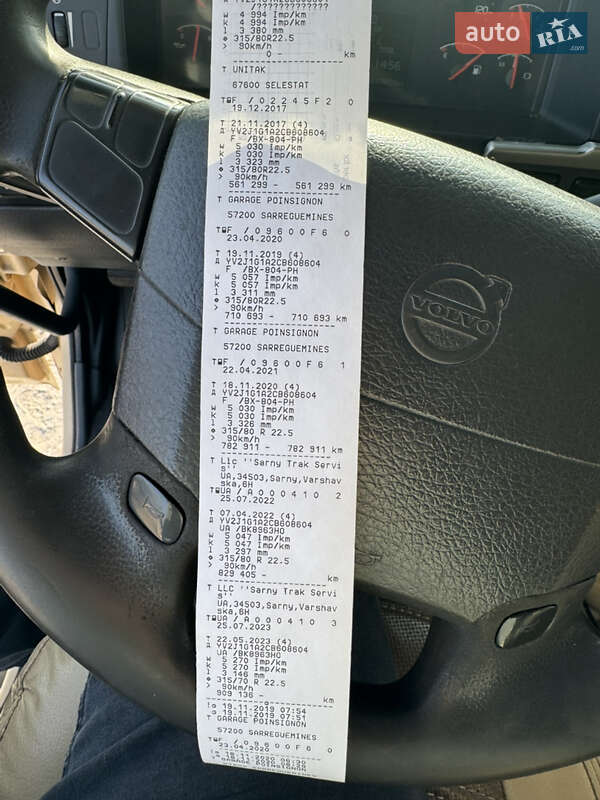 auto RIA
.com
/????????????
w 4 994 Imp/km
k 4 994 Imp/km
l 3 380 mm
315/80R22.5
> 90km/h
0 - km
T UNITAK
67600 SELESTAT
F /02245F2 0
19.12.2017
T 21.11.2017 (4)
A YV2J1G1A2CB608604
F /BX-804-PH
w 5 030 Imp/km
k 5 030 Imp/km
l 3 323 mm
315/80R22.5
> 90km/h
561 299 - 561 299 km
T GARAGE POINSIGNON
57200 SARREGUEMINES
F /09600F6 0
23.04.2020
T 19.11.2019 (4)
A YV2J1G1A2CB608604
F /BX-804-PH
w 5 057 Imp/km
k 5 057 Imp/km
l 3 311 mm
315/80R22.5
> 90km/h
710 693 - 710 693 km
T GARAGE POINSIGNON
57200 SARREGUEMINES
F /09600F6 1
22.04.2021
T 18.11.2020 (4)
A YV2J1G1A2CB608604
F /BX-804-PH
w 5 030 Imp/km
k 5 030 Imp/km
l 3 326 mm
315/80 R 22.5
> 90km/h
782 911 - 782 911 km
T Llc ''Sarny Trak Servi
s''
UA,34503,Sarny,Varshav
ska,6H
UA /A000410 2
25.07.2022
T 07.04.2022 (4)
A YV2J1G1A2CB608604
UA /BK8963HO
w 5 047 Imp/km
k 5 047 Imp/km
l 3 297 mm
315/80 R 22.5
> 90km/h
829 405 - km
T LLC ''Sarny Trak Servi
s''
UA,34503,Sarny,Varshav
ska,6H
UA /A000410 3
25.07.2023
T 22.05.2023 (4)
A YV2J1G1A2CB608604
UA /BK8963HO
w 5 270 Imp/km
k 5 270 Imp/km
l 3 146 mm
315/70 R 22.5
> 90km/h
909 136 - km
! 19.11.2019 07:54
19.11.2019 07:51
T GARAGE POINSIGNON
57200 SARREGUEMINES
F /09600F6 0
23.04.2020
VOLVO